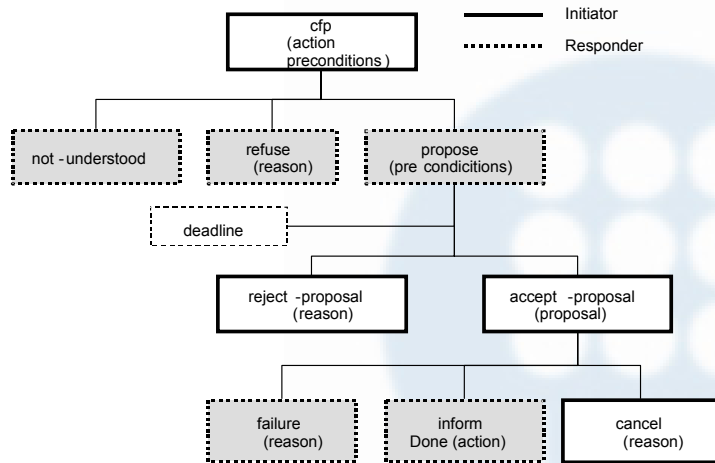 cfp
(action
preconditions)
Initiator
Responder
not-understood
refuse
(reason)
propose
(pre condicitions)
deadline
reject-proposal
(reason)
accept-proposal
(proposal)
failure
(reason)
inform
Done (action)
cancel
(reason)